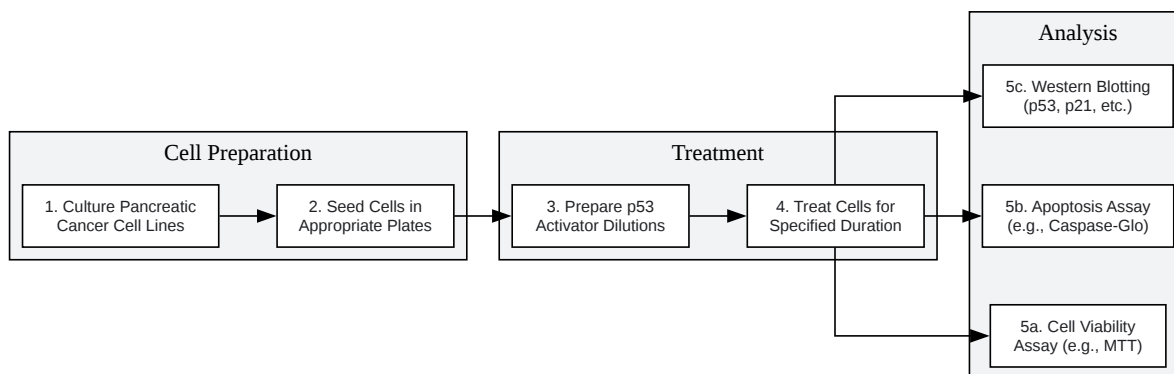 Cell Preparation
1. Culture Pancreatic
Cancer Cell Lines
2. Seed Cells in
Appropriate Plates
Treatment
3. Prepare p53
Activator Dilutions
4. Treat Cells for
Specified Duration
Analysis
5c. Western Blotting
(p53, p21, etc.)
5b. Apoptosis Assay
(e.g., Caspase-Glo)
5a. Cell Viability
Assay (e.g., MTT)